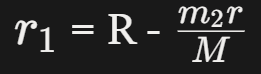 r₁ = R - m₂r/M